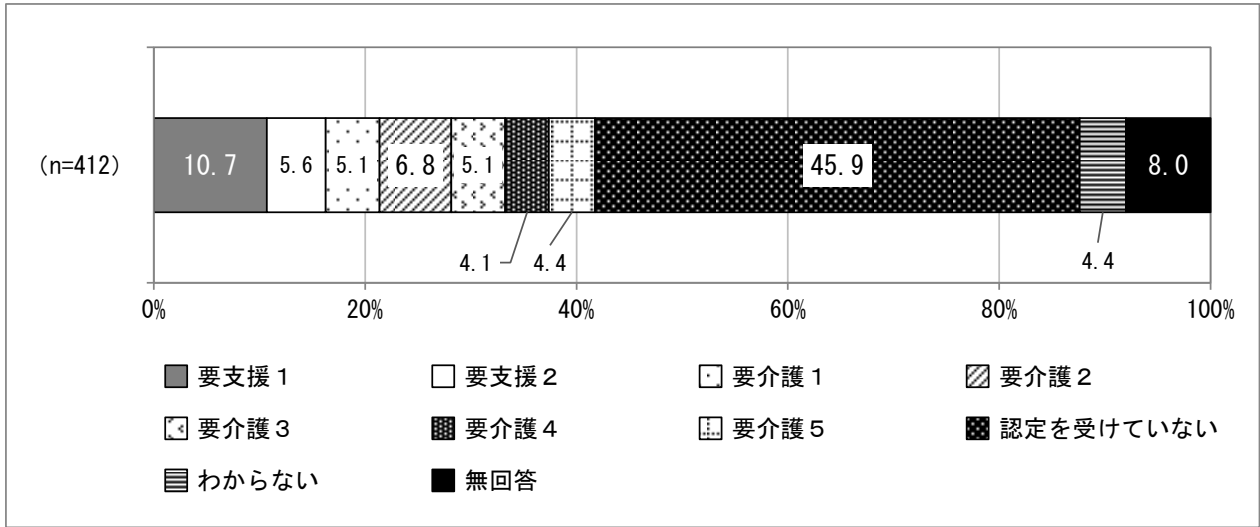 (n=412)
10.7 5.6 5.1 6.8 5.1 45.9 8.0
4.1 4.4 4.4
0% 20% 40% 60% 80% 100%
要支援１ 要支援２ 要介護１ 要介護２
要介護３ 要介護４ 要介護５ 認定を受けていない
わからない 無回答